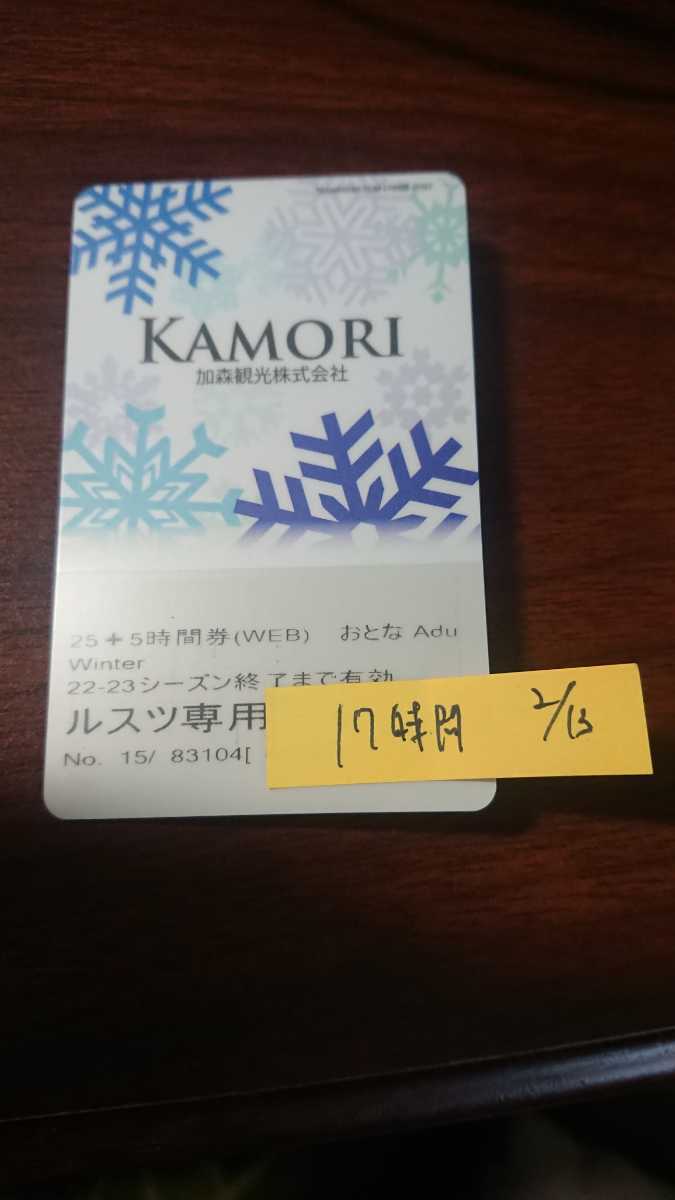 KAMORI
加森観光株式会社
25+5時間券(WEB) おとな Adu
Winter
22-23シーズン終了まで有効
ルスツ専用
No. 15/ 83104[
17時間 2/13